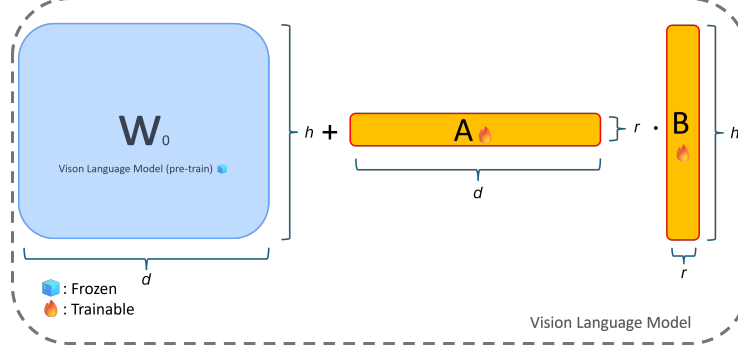 W0
Vison Language Model (pre-train)
h
d
+
A
r
d
·
B
h
r
: Frozen
: Trainable
Vision Language Model